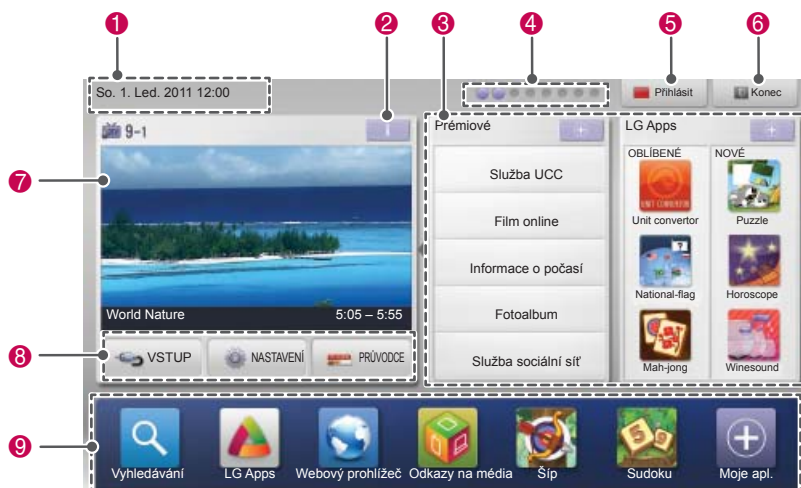 1 2 3 4 5 6
So. 1. Led. 2011 12:00
Přihlásit
Konec
9-1
i
Prémiové
LG Apps
OBLÍBENÉ
NOVÉ
7
Služba UCC
Film online
Informace o počasí
Fotoalbum
Služba sociální síť
Unit convertor
Puzzle
National-flag
Horoscope
Mah-jong
Winesound
World Nature 5:05 – 5:55
8
VSTUP
NASTAVENÍ
PRŮVODCE
9
Vyhledávání
LG Apps
Webový prohlížeč
Odkazy na média
Šíp
Sudoku
Moje apl.